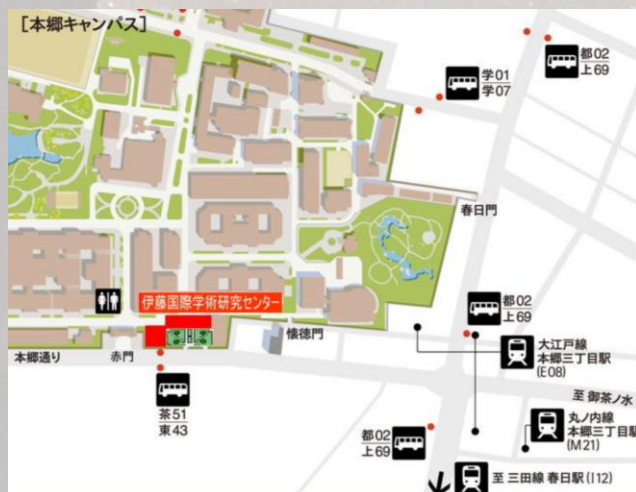 [本郷キャンパス]
都02
上69
学01
学07
春日門
伊藤国際学術研究センター
都02
上69
懐徳門
本郷通り
赤門
大江戸線
本郷三丁目駅
(E08)
至 御茶ノ水
茶51
東43
丸ノ内線
本郷三丁目駅
(M21)
都02
上69
至 三田線 春日駅(I12)